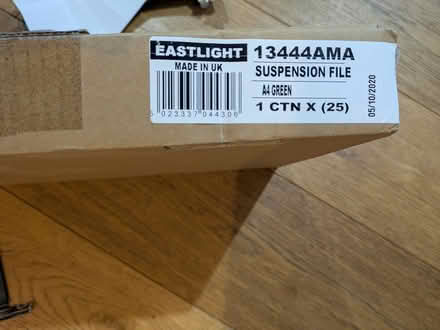 EASTLIGHT 13444AMA
MADE IN UK
SUSPENSION FILE
A4 GREEN
1 CTN X (25)
5 023337 044306
05/10/2020